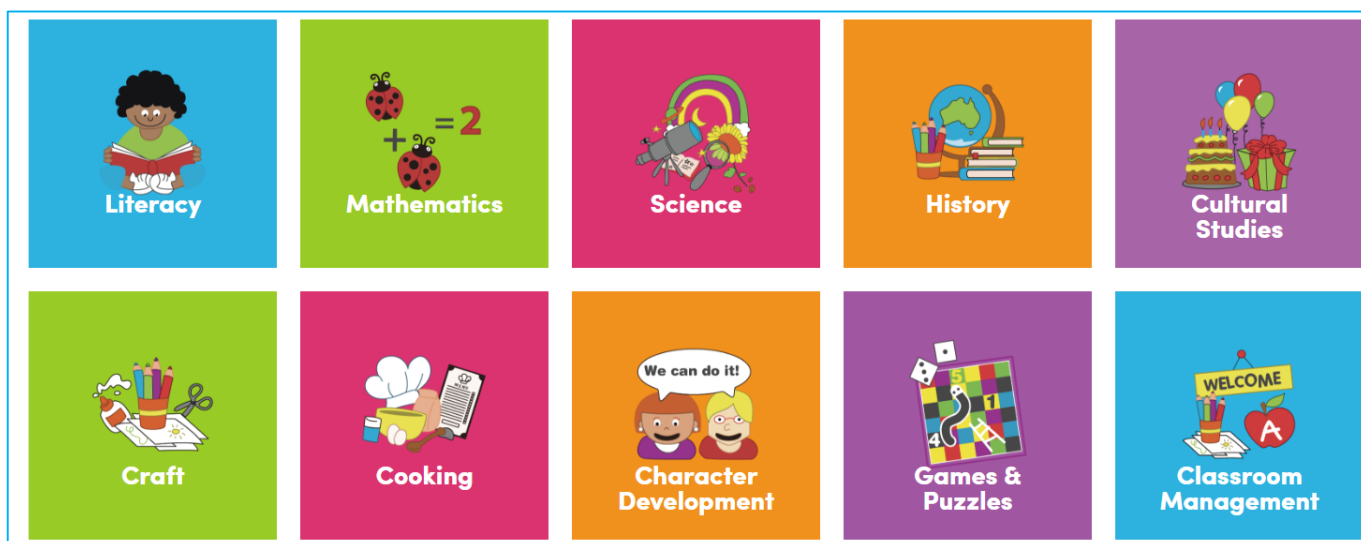 + = 2
Literacy
Mathematics
Science
History
Cultural
Studies
We can do it!
5
1
4
WELCOME
A
Craft
Cooking
Character
Development
Games &
Puzzles
Classroom
Management